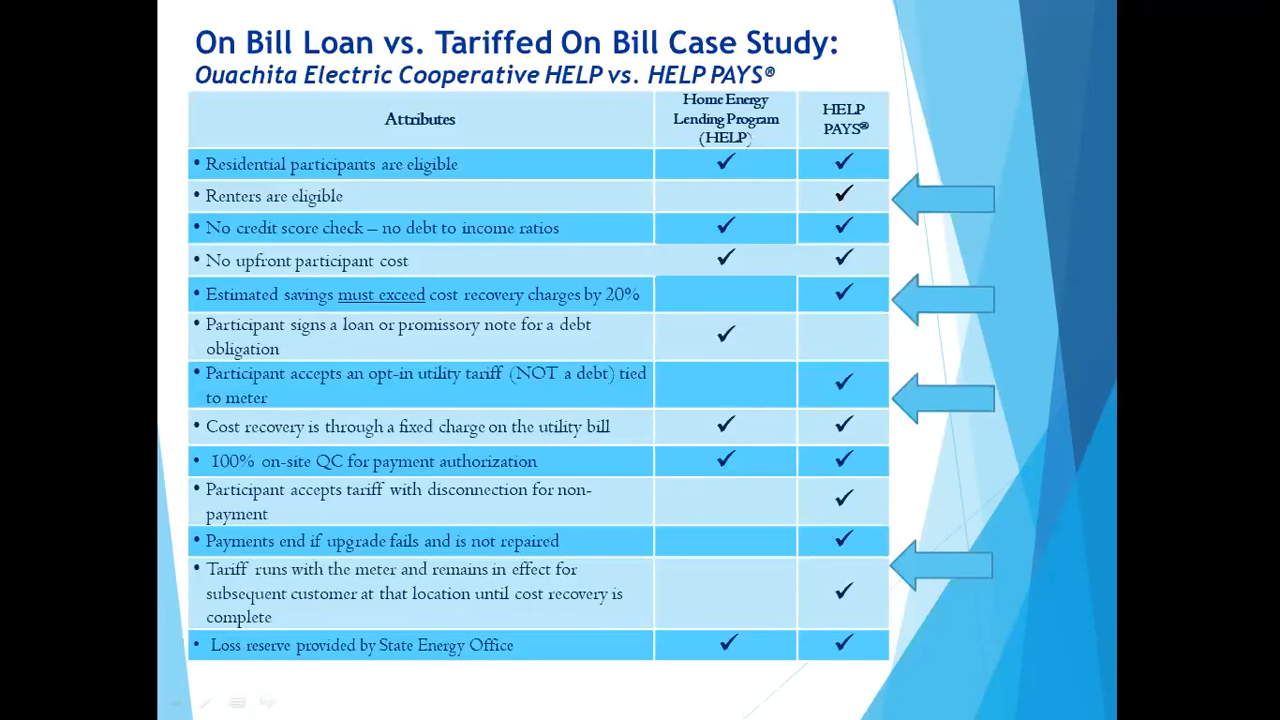 On Bill Loan vs. Tariffed On Bill Case Study:
Ouachita Electric Cooperative HELP vs. HELP PAYS®
Attributes
Home Energy
Lending Program
(HELP)
HELP
PAYS®
• Residential participants are eligible ✓ ✓
• Renters are eligible ✓
• No credit score check – no debt to income ratios ✓ ✓
• No upfront participant cost ✓ ✓
• Estimated savings must exceed cost recovery charges by 20% ✓
• Participant signs a loan or promissory note for a debt
obligation ✓
• Participant accepts an opt-in utility tariff (NOT a debt) tied
to meter ✓
• Cost recovery is through a fixed charge on the utility bill ✓ ✓
• 100% on-site QC for payment authorization ✓ ✓
• Participant accepts tariff with disconnection for non-
payment ✓
• Payments end if upgrade fails and is not repaired ✓
• Tariff runs with the meter and remains in effect for
subsequent customer at that location until cost recovery is
complete ✓
• Loss reserve provided by State Energy Office ✓ ✓